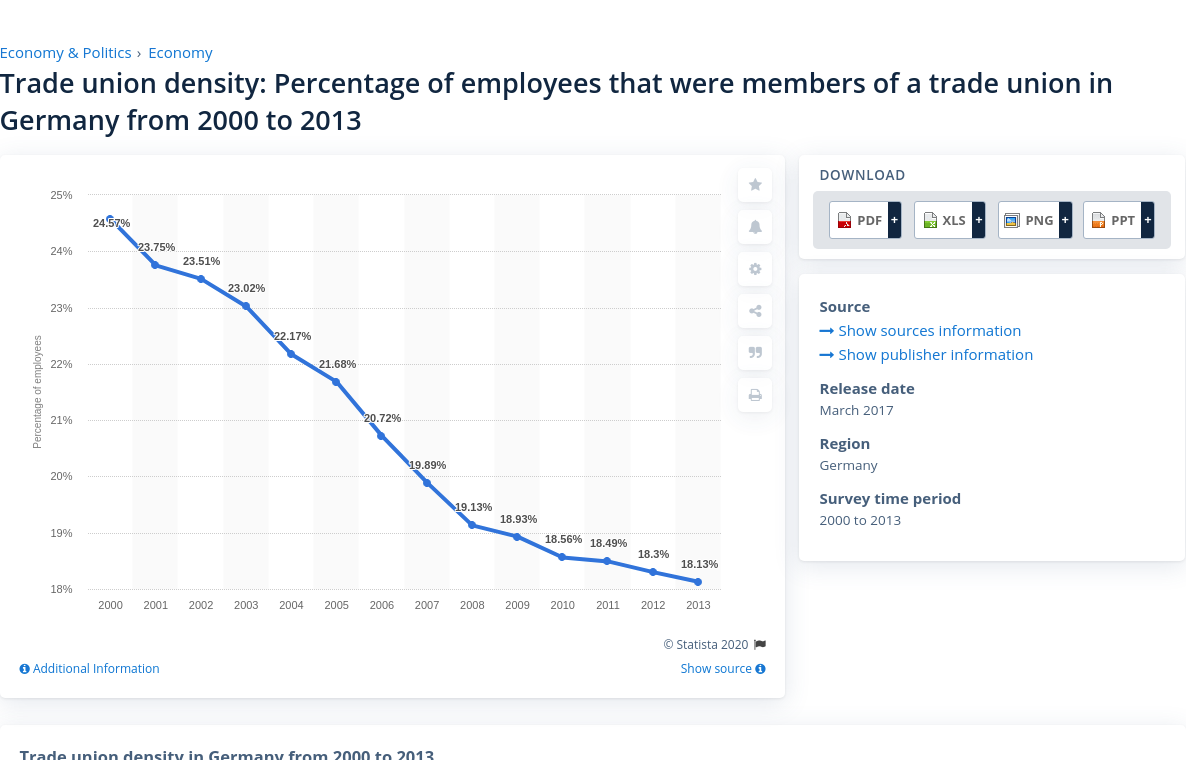 Economy & Politics › Economy
Trade union density: Percentage of employees that were members of a trade union in
Germany from 2000 to 2013
25%
24%
23%
22%
21%
20%
19%
18%
Percentage of employees
24.57%
23.75%
23.51%
23.02%
22.17%
21.68%
20.72%
19.89%
19.13%
18.93%
18.56%
18.49%
18.3%
18.13%
2000 2001 2002 2003 2004 2005 2006 2007 2008 2009 2010 2011 2012 2013
© Statista 2020
Additional Information
Show source
DOWNLOAD
PDF + XLS + PNG + PPT +
Source
Show sources information
Show publisher information
Release date
March 2017
Region
Germany
Survey time period
2000 to 2013
Trade union density in Germany from 2000 to 2013